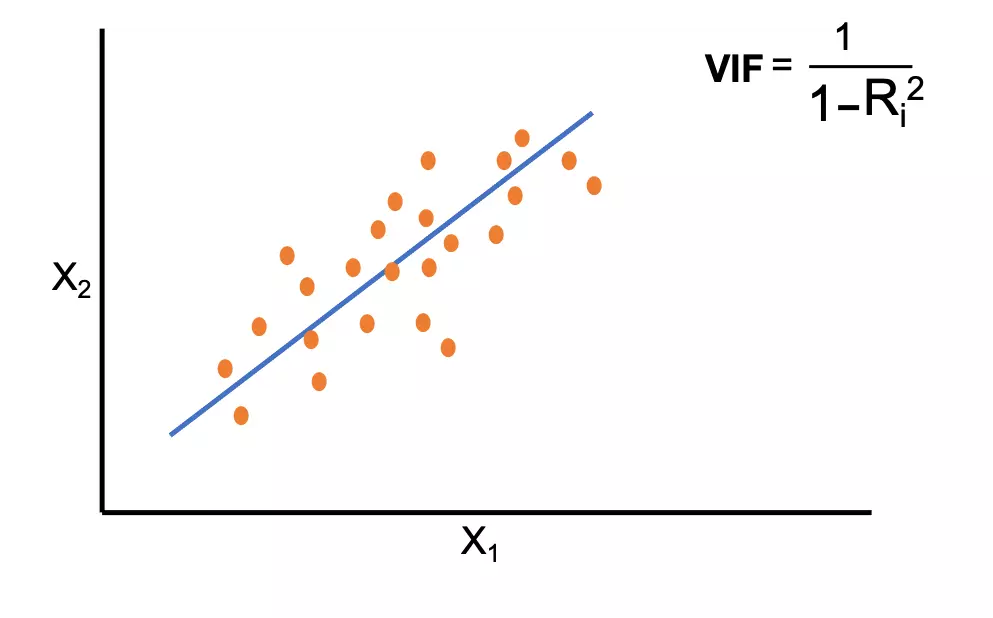 VIF = 1 / 1–Rᵢ²
X₂
X₁